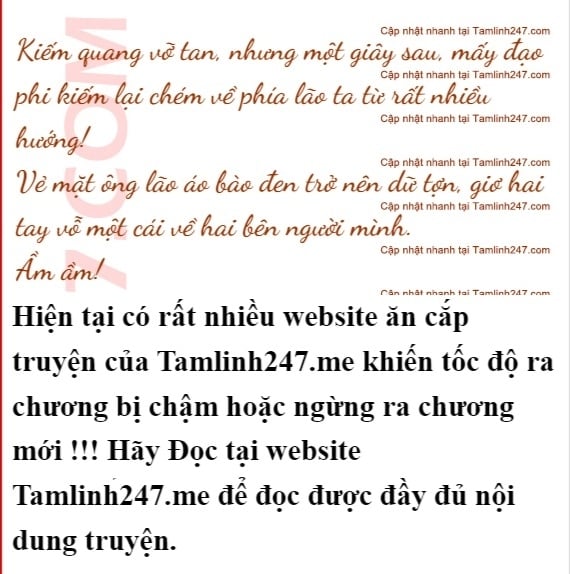 Cập nhật nhanh tại Tamlinh247.com
Kiếm quang vỡ tan, nhưng một giây sau, mấy đạo
Cập nhật nhanh tại Tamlinh247.com
phi kiếm lại chém về phía lão ta từ rất nhiều
Cập nhật nhanh tại Tamlinh247.com
hướng!
Cập nhật nhanh tại Tamlinh247.com
Vẻ mặt ông lão áo bào đen trở nên dữ tợn, giơ hai
Cập nhật nhanh tại Tamlinh247.com
tay vỗ một cái về hai bên người mình.
Cập nhật nhanh tại Tamlinh247.com
Ầm ầm!
Cập nhật nhanh tại Tamlinh247.com
7.COM
Hiện tại có rất nhiều website ăn cắp
truyện của Tamlinh247.me khiến tốc độ ra
chương bị chậm hoặc ngừng ra chương
mới !!! Hãy Đọc tại website
Tamlinh247.me để đọc được đầy đủ nội
dung truyện.